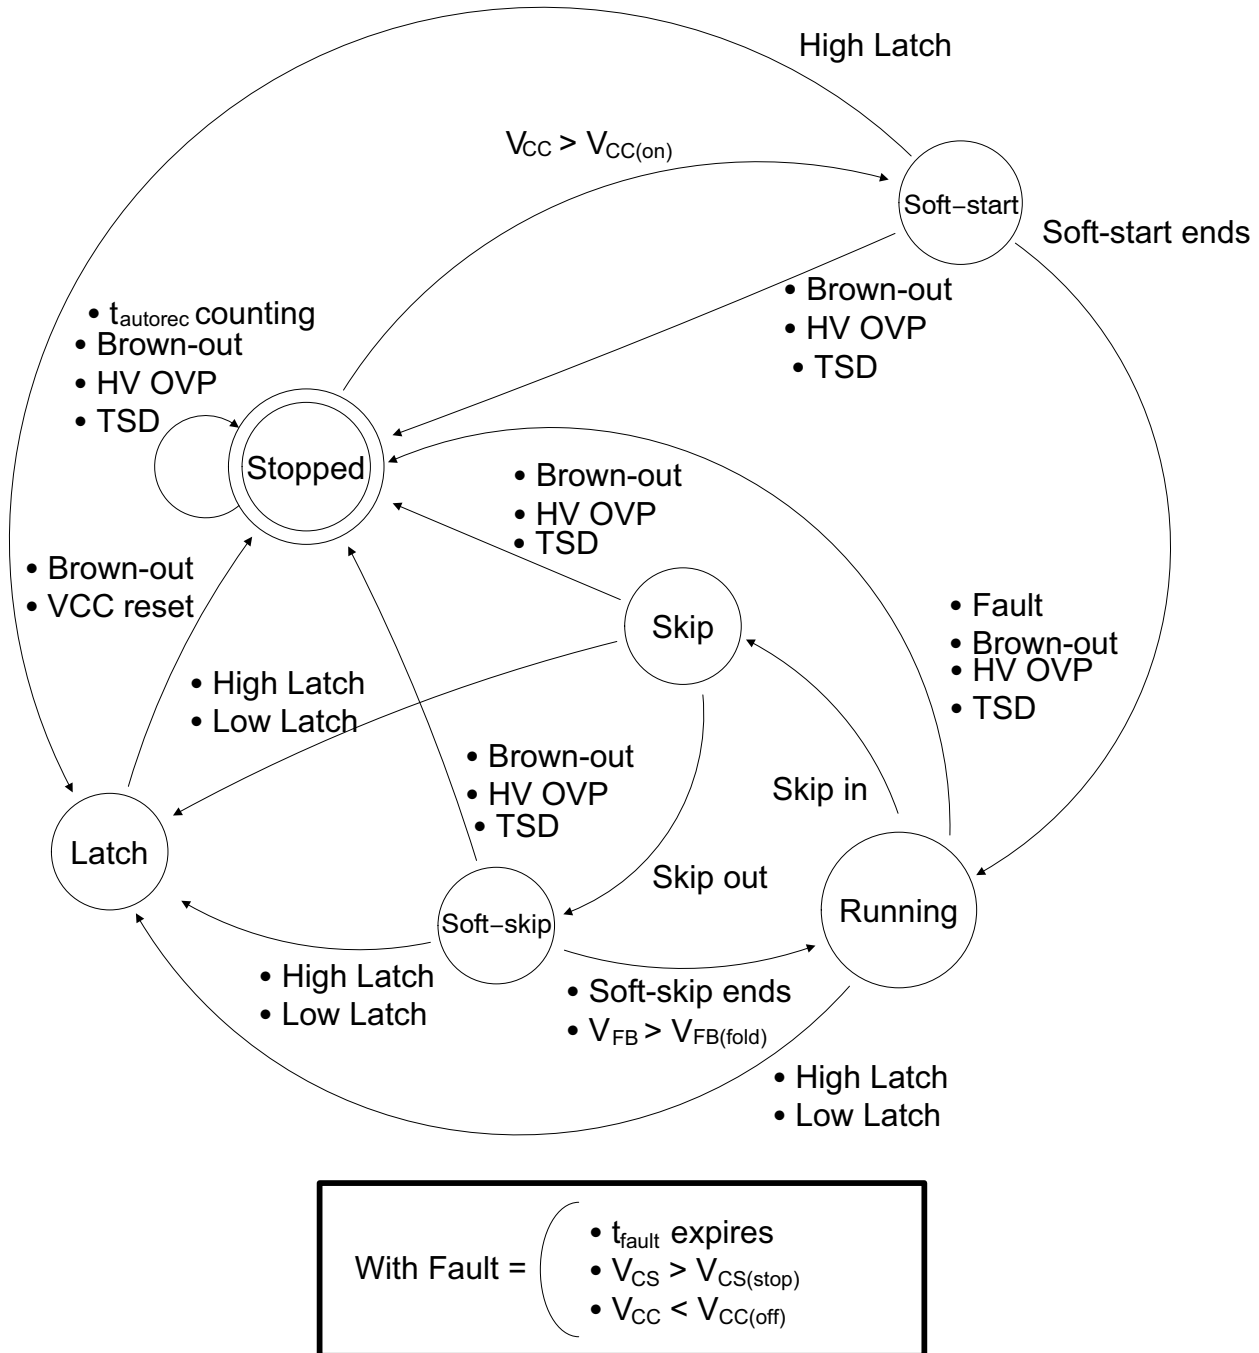 High Latch
VCC > VCC(on)
Soft−start
Soft-start ends
• Brown-out
• HV OVP
• TSD
• tautorec counting
• Brown-out
• HV OVP
• TSD
Stopped
• Brown-out
• HV OVP
• TSD
• Brown-out
• VCC reset
• Fault
• Brown-out
• HV OVP
• TSD
Skip
• High Latch
• Low Latch
• Brown-out
• HV OVP
• TSD
Skip in
Latch
Skip out
Running
Soft−skip
• High Latch
• Low Latch
• Soft-skip ends
• VFB > VFB(fold)
• High Latch
• Low Latch
With Fault =
• tfault expires
• VCS > VCS(stop)
• VCC < VCC(off)